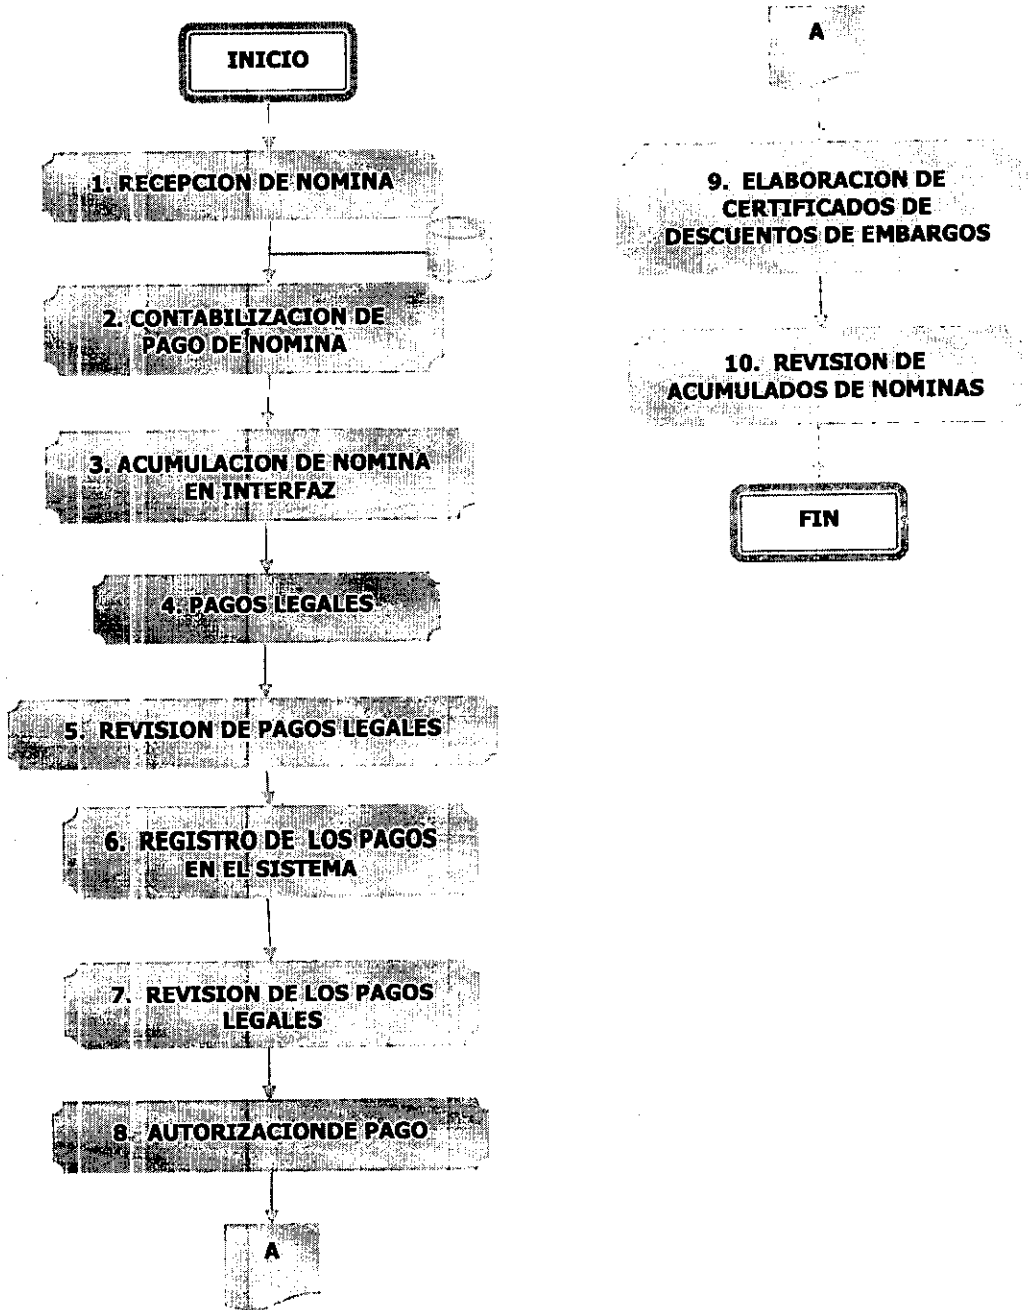 INICIO
1. RECEPCION DE NOMINA
2. CONTABILIZACION DE
PAGO DE NOMINA
3. ACUMULACION DE NOMINA
EN INTERFAZ
4. PAGOS LEGALES
5. REVISION DE PAGOS LEGALES
6. REGISTRO DE LOS PAGOS
EN EL SISTEMA
7. REVISION DE LOS PAGOS
LEGALES
8. AUTORIZACIONDE PAGO
A
A
9. ELABORACION DE
CERTIFICADOS DE
DESCUENTOS DE EMBARGOS
10. REVISION DE
ACUMULADOS DE NOMINAS
FIN